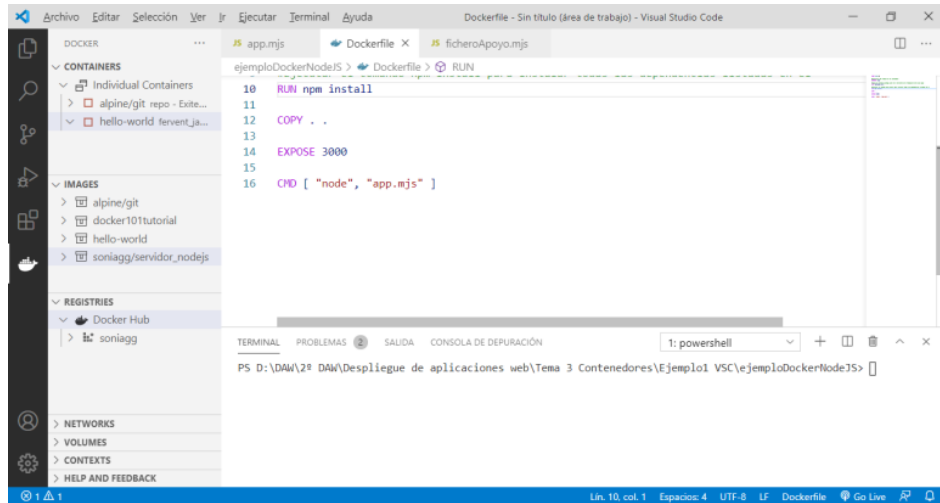 Archivo Editar Selección Ver Ir Ejecutar Terminal Ayuda Dockerfile - Sin título (área de trabajo) - Visual Studio Code
DOCKER
JS app.mjs Dockerfile JS ficheroApoyo.mjs
ejemploDockerNodeJS > Dockerfile > RUN
CONTAINERS
Individual Containers
alpine/git repo - Exite...
hello-world fervent_ja...
IMAGES
alpine/git
docker101tutorial
hello-world
soniagg/servidor_nodejs
REGISTRIES
Docker Hub
soniagg
NETWORKS
VOLUMES
CONTEXTS
HELP AND FEEDBACK
10 RUN npm install
11
12 COPY . .
13
14 EXPOSE 3000
15
16 CMD [ "node", "app.mjs" ]
TERMINAL PROBLEMAS 2 SALIDA CONSOLA DE DEPURACIÓN 1: powershell
PS D:\DAW\2º DAW\Despliegue de aplicaciones web\Tema 3 Contenedores\Ejemplo1 VSC\ejemploDockerNodeJS>
1 1 Lín. 10, col. 1 Espacios: 4 UTF-8 LF Dockerfile Go Live